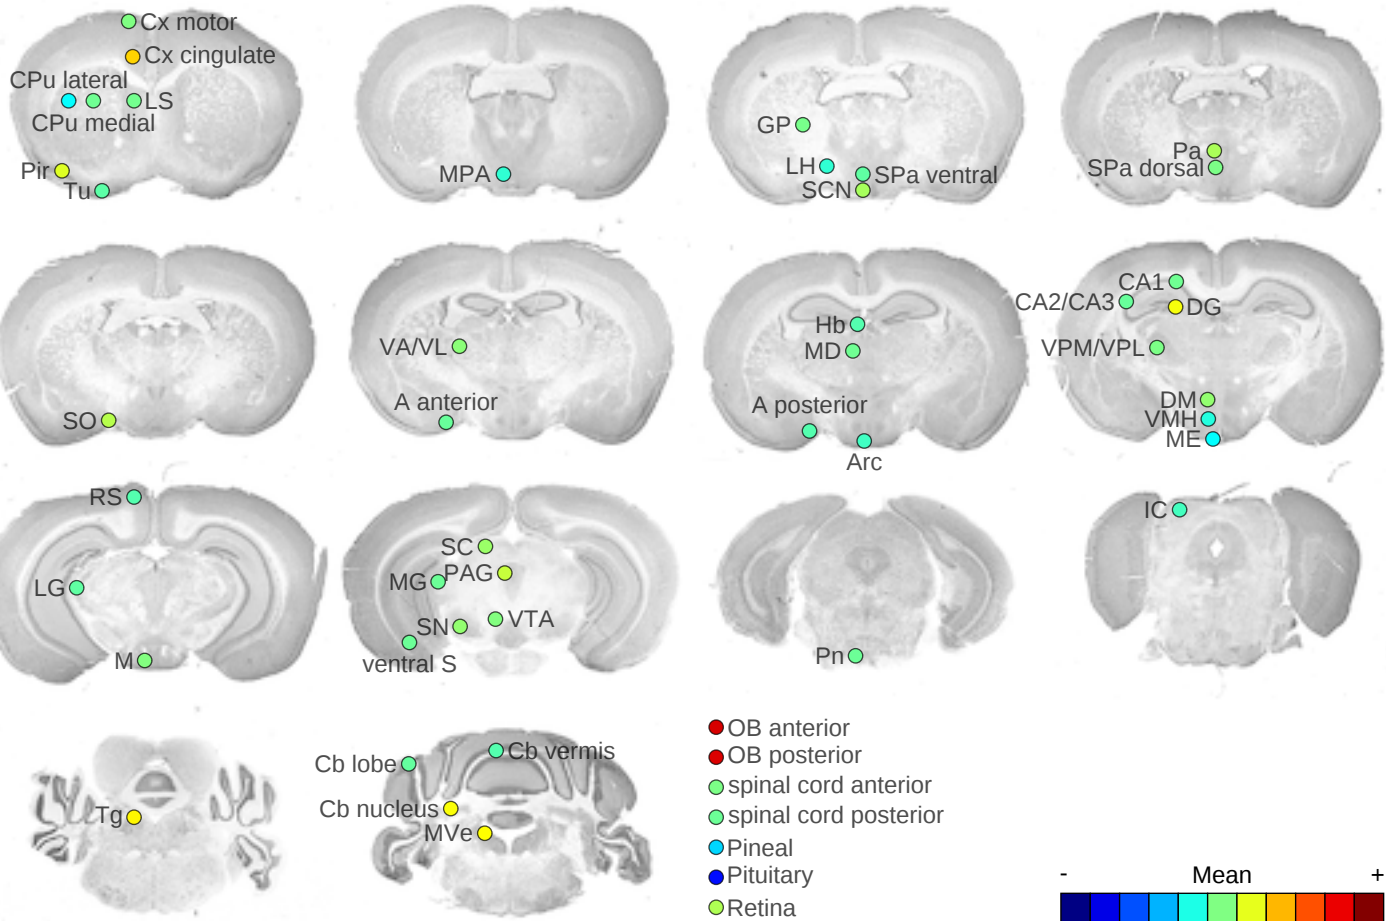 Cx motor
Cx cingulate
CPu lateral
LS
CPu medial
Pir
Tu
MPA
GP
LH
SPa ventral
SCN
Pa
SPa dorsal
SO
VA/VL
A anterior
Hb
MD
A posterior
Arc
CA1
CA2/CA3
DG
VPM/VPL
DM
VMH
ME
RS
LG
M
SC
MG
PAG
SN
VTA
ventral S
Pn
IC
Tg
Cb lobe
Cb vermis
Cb nucleus
MVe
OB anterior
OB posterior
spinal cord anterior
spinal cord posterior
Pineal
Pituitary
Retina
- Mean +